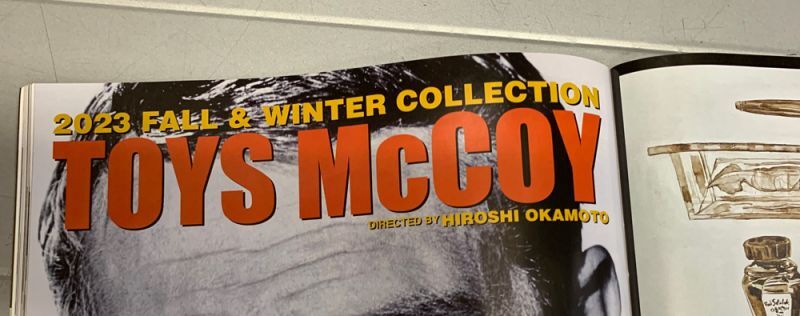 2023 FALL & WINTER COLLECTION
TOYS McCOY
DIRECTED BY HIROSHI OKAMOTO